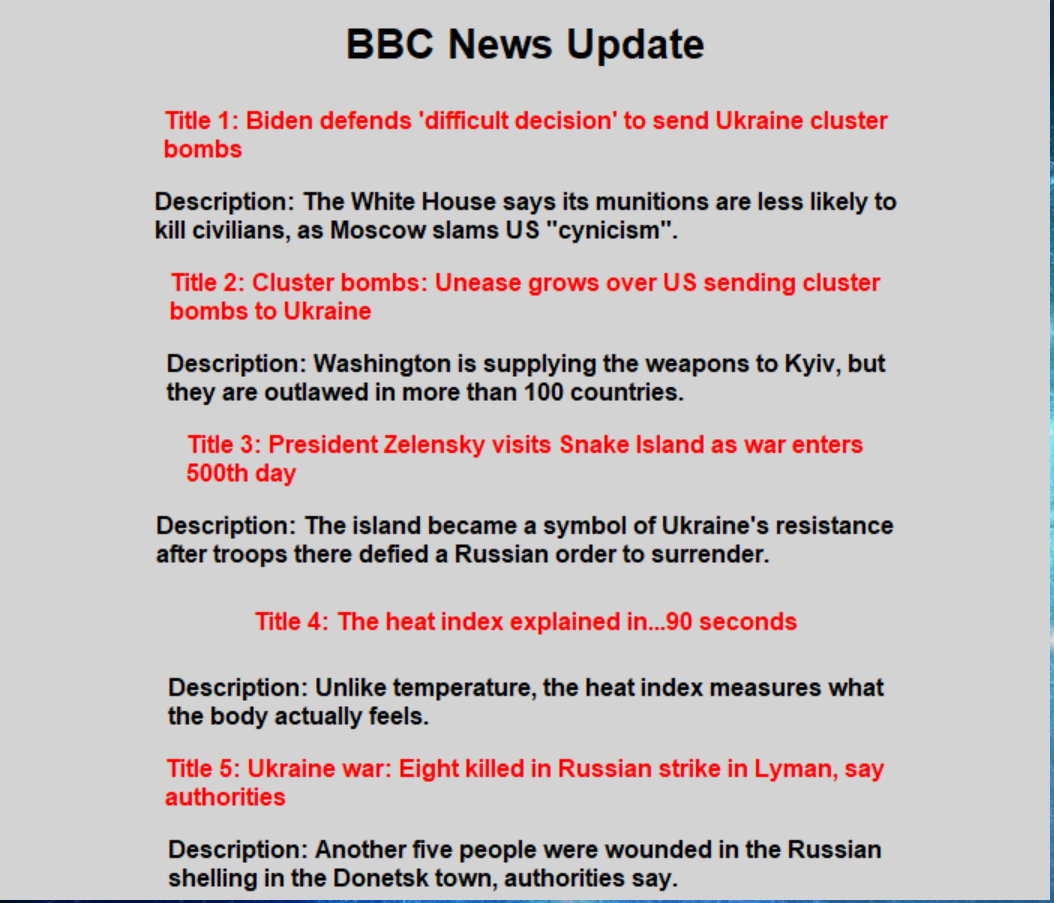 BBC News Update
Title 1: Biden defends 'difficult decision' to send Ukraine cluster
bombs
Description: The White House says its munitions are less likely to
kill civilians, as Moscow slams US "cynicism".
Title 2: Cluster bombs: Unease grows over US sending cluster
bombs to Ukraine
Description: Washington is supplying the weapons to Kyiv, but
they are outlawed in more than 100 countries.
Title 3: President Zelensky visits Snake Island as war enters
500th day
Description: The island became a symbol of Ukraine's resistance
after troops there defied a Russian order to surrender.
Title 4: The heat index explained in...90 seconds
Description: Unlike temperature, the heat index measures what
the body actually feels.
Title 5: Ukraine war: Eight killed in Russian strike in Lyman, say
authorities
Description: Another five people were wounded in the Russian
shelling in the Donetsk town, authorities say.